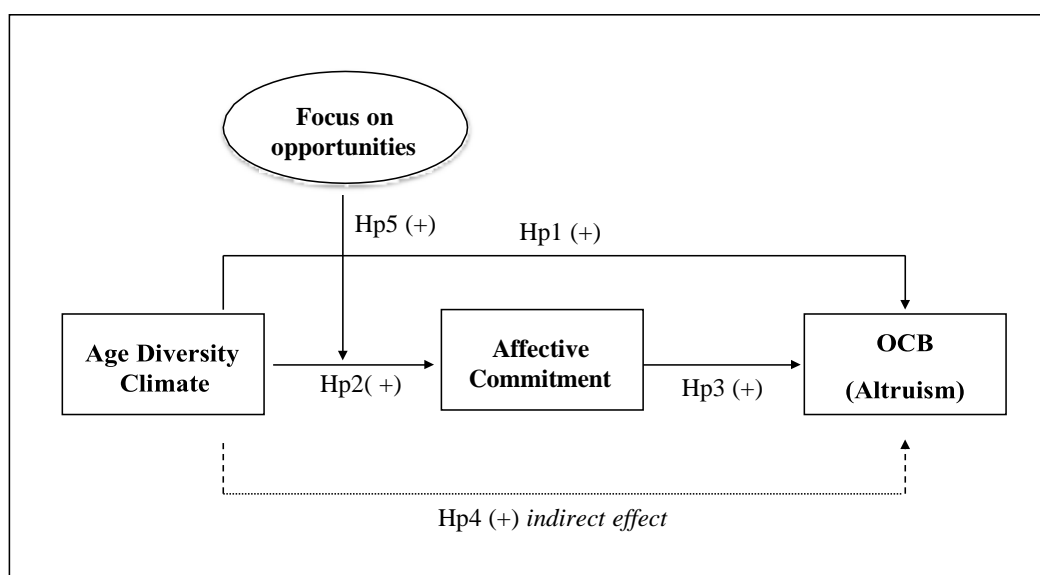 Focus on
opportunities
Hp5 (+)
Hp1 (+)
Age Diversity
Climate
Hp2( +)
Affective
Commitment
Hp3 (+)
OCB
(Altruism)
Hp4 (+) indirect effect